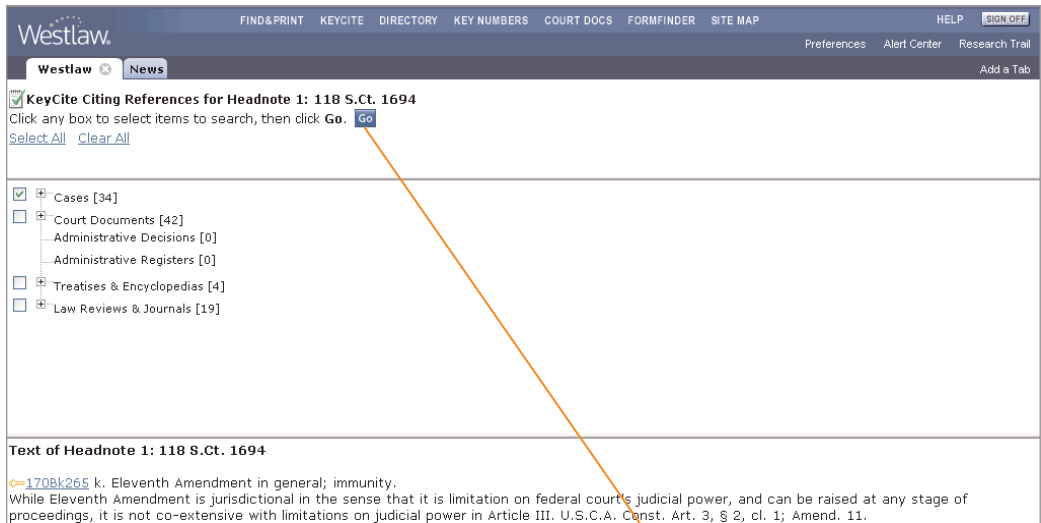 Westlaw. FIND&PRINT KEYCITE DIRECTORY KEY NUMBERS COURT DOCS FORMFINDER SITE MAP HELP SIGN OFF
Preferences Alert Center Research Trail
Westlaw News Add a Tab
KeyCite Citing References for Headnote 1: 118 S.Ct. 1694
Click any box to select items to search, then click Go. Go
Select All Clear All
Cases [34]
Court Documents [42]
Administrative Decisions [0]
Administrative Registers [0]
Treatises & Encyclopedias [4]
Law Reviews & Journals [19]
Text of Headnote 1: 118 S.Ct. 1694
170Bk265 k. Eleventh Amendment in general; immunity.
While Eleventh Amendment is jurisdictional in the sense that it is limitation on federal court's judicial power, and can be raised at any stage of
proceedings, it is not co-extensive with limitations on judicial power in Article III. U.S.C.A. Const. Art. 3, § 2, cl. 1; Amend. 11.